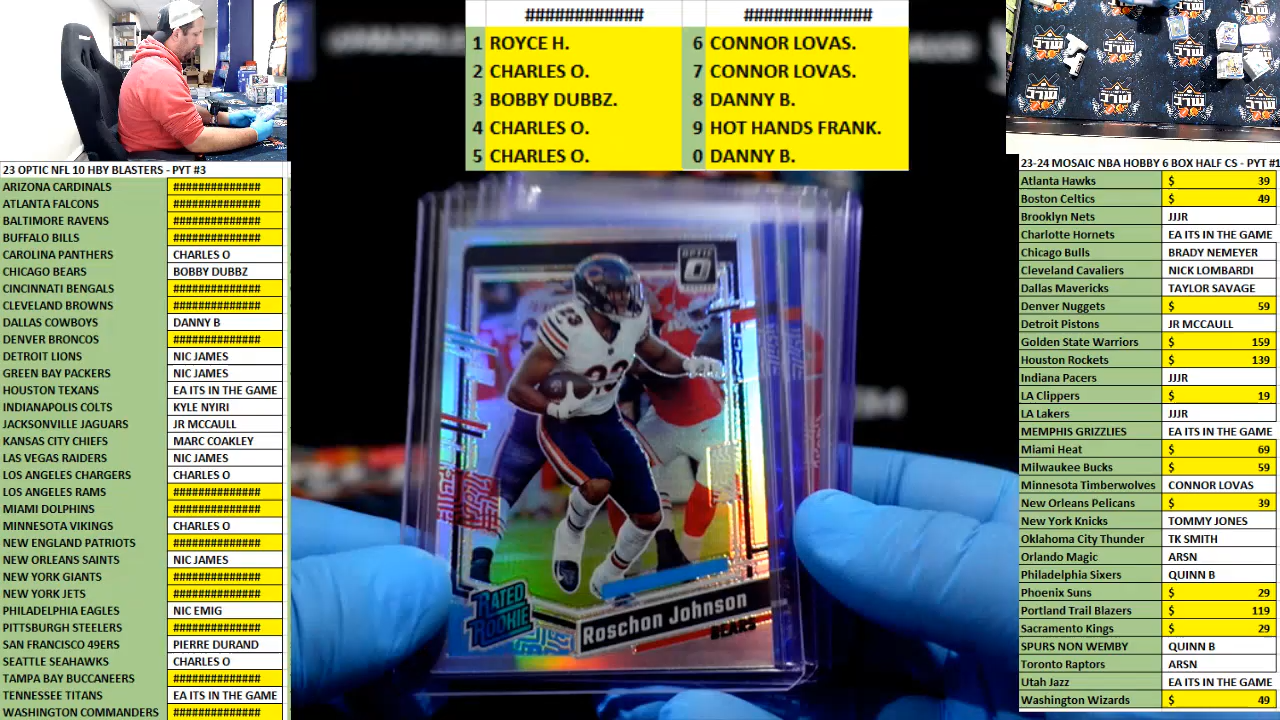 ############
#############
1 ROYCE H.
6 CONNOR LOVAS.
2 CHARLES O.
7 CONNOR LOVAS.
3 BOBBY DUBBZ.
8 DANNY B.
4 CHARLES O.
9 HOT HANDS FRANK.
5 CHARLES O.
0 DANNY B.
23 OPTIC NFL 10 HBY BLASTERS - PYT #3
ARIZONA CARDINALS ##############
ATLANTA FALCONS ##############
BALTIMORE RAVENS ##############
BUFFALO BILLS ##############
CAROLINA PANTHERS CHARLES O
CHICAGO BEARS BOBBY DUBBZ
CINCINNATI BENGALS ##############
CLEVELAND BROWNS ##############
DALLAS COWBOYS DANNY B
DENVER BRONCOS ##############
DETROIT LIONS NIC JAMES
GREEN BAY PACKERS NIC JAMES
HOUSTON TEXANS EA ITS IN THE GAME
INDIANAPOLIS COLTS KYLE NYIRI
JACKSONVILLE JAGUARS JR MCCAULL
KANSAS CITY CHIEFS MARC COAKLEY
LAS VEGAS RAIDERS NIC JAMES
LOS ANGELES CHARGERS CHARLES O
LOS ANGELES RAMS ##############
MIAMI DOLPHINS ##############
MINNESOTA VIKINGS CHARLES O
NEW ENGLAND PATRIOTS ##############
NEW ORLEANS SAINTS NIC JAMES
NEW YORK GIANTS ##############
NEW YORK JETS ##############
PHILADELPHIA EAGLES NIC EMIG
PITTSBURGH STEELERS ##############
SAN FRANCISCO 49ERS PIERRE DURAND
SEATTLE SEAHAWKS CHARLES O
TAMPA BAY BUCCANEERS ##############
TENNESSEE TITANS EA ITS IN THE GAME
WASHINGTON COMMANDERS ##############
OPTIC
23
RATED
ROOKIE
Roschon Johnson
BEARS
23-24 MOSAIC NBA HOBBY 6 BOX HALF CS - PYT #1
Atlanta Hawks $ 39
Boston Celtics $ 49
Brooklyn Nets JJJR
Charlotte Hornets EA ITS IN THE GAME
Chicago Bulls BRADY NEMEYER
Cleveland Cavaliers NICK LOMBARDI
Dallas Mavericks TAYLOR SAVAGE
Denver Nuggets $ 59
Detroit Pistons JR MCCAULL
Golden State Warriors $ 159
Houston Rockets $ 139
Indiana Pacers JJJR
LA Clippers $ 19
LA Lakers JJJR
MEMPHIS GRIZZLIES EA ITS IN THE GAME
Miami Heat $ 69
Milwaukee Bucks $ 59
Minnesota Timberwolves CONNOR LOVAS
New Orleans Pelicans $ 39
New York Knicks TOMMY JONES
Oklahoma City Thunder TK SMITH
Orlando Magic ARSN
Philadelphia Sixers QUINN B
Phoenix Suns $ 29
Portland Trail Blazers $ 119
Sacramento Kings $ 29
SPURS NON WEMBY QUINN B
Toronto Raptors ARSN
Utah Jazz EA ITS IN THE GAME
Washington Wizards $ 49